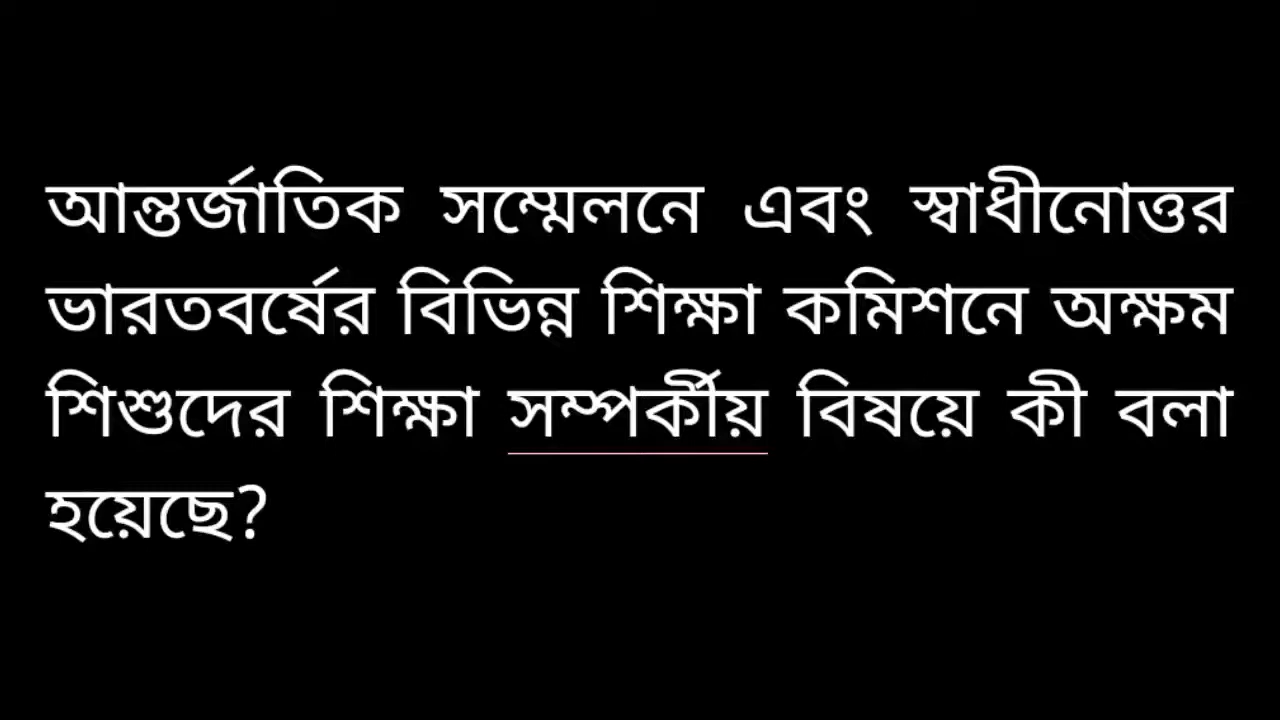 আন্তর্জাতিক সম্মেলনে এবং স্বাধীনোত্তর
ভারতবর্ষের বিভিন্ন শিক্ষা কমিশনে অক্ষম
শিশুদের শিক্ষা সম্পর্কীয় বিষয়ে কী বলা
হয়েছে?